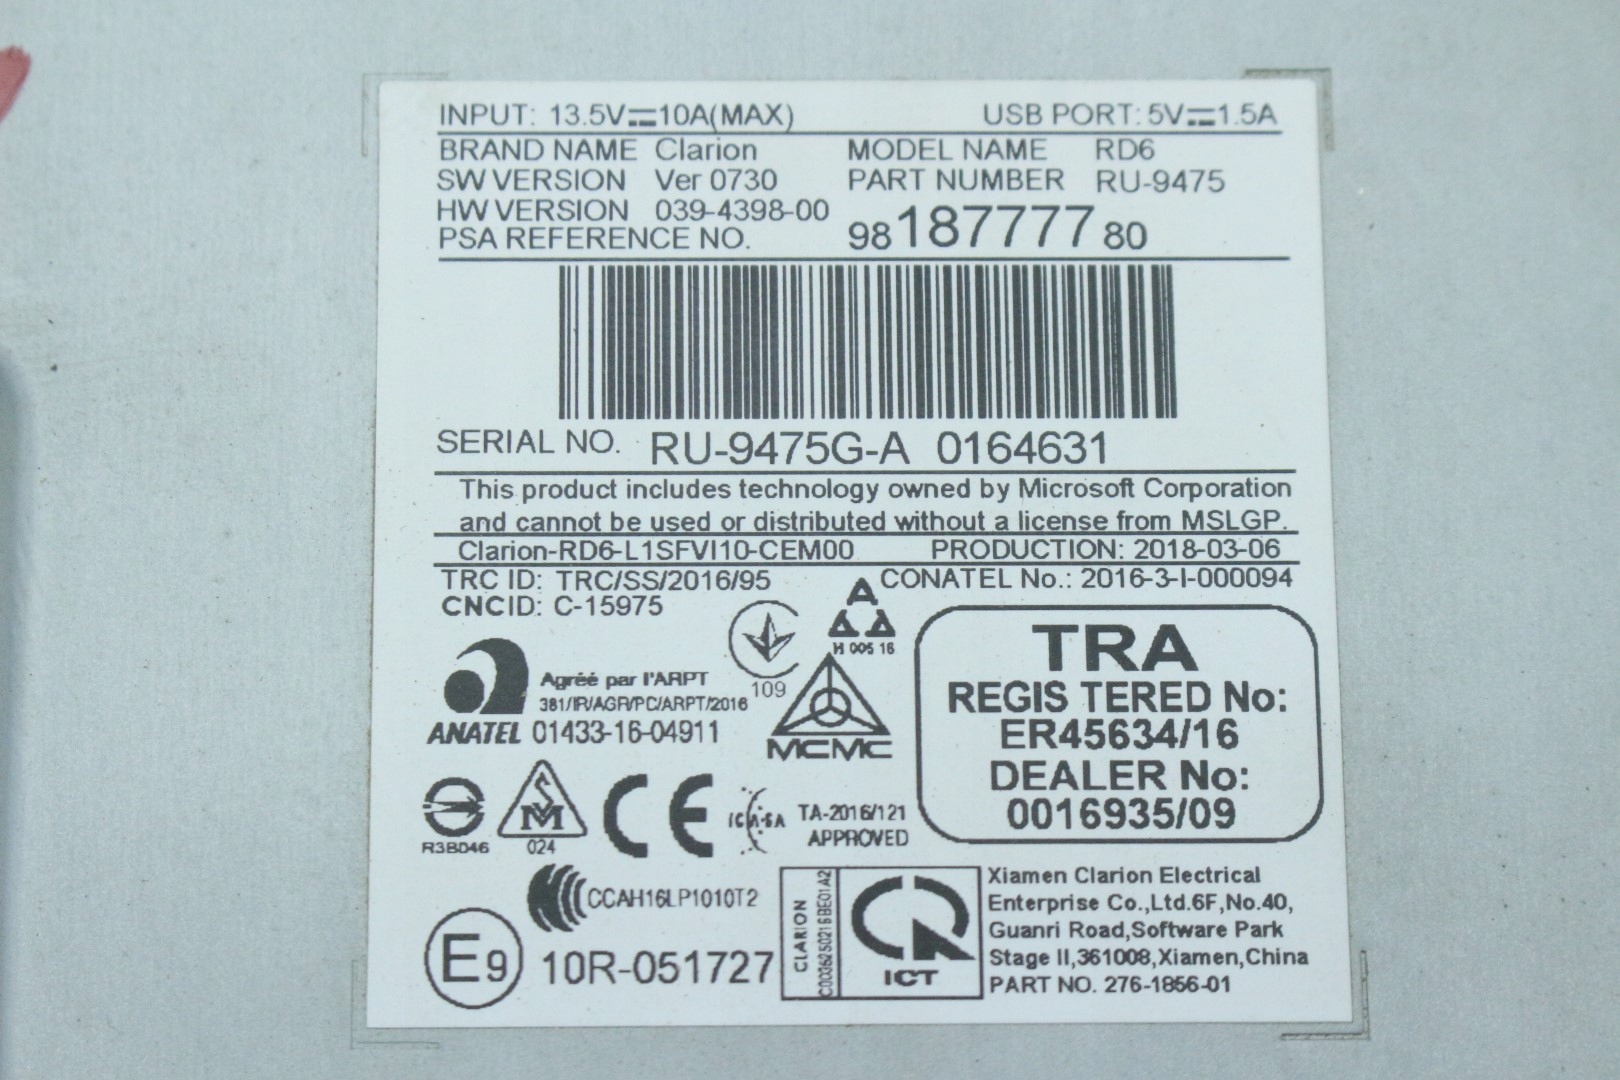 INPUT: 13.5V⎓10A(MAX) USB PORT: 5V⎓1.5A
BRAND NAME Clarion MODEL NAME RD6
SW VERSION Ver 0730 PART NUMBER RU-9475
HW VERSION 039-4398-00
PSA REFERENCE NO. 98187777780
SERIAL NO. RU-9475G-A 0164631
This product includes technology owned by Microsoft Corporation
and cannot be used or distributed without a license from MSLGP.
Clarion-RD6-L1SFVI10-CEM00 PRODUCTION: 2018-03-06
TRC ID: TRC/SS/2016/95 CONATEL No.: 2016-3-I-000094
CNCID: C-15975
H 005 16
109
Agréé par l'ARPT
381/IR/AGR/PC/ARPT/2016
ANATEL 01433-16-04911
MCMC
TRA
REGIS TERED No:
ER45634/16
DEALER No:
0016935/09
R3B046
SM
024
CE
ICASA
TA-2016/121
APPROVED
CCAH16LP1010T2
E9 10R-051727
CLARION
ICT
Xiamen Clarion Electrical
Enterprise Co.,Ltd.6F,No.40,
Guanri Road,Software Park
Stage II,361008,Xiamen,China
PART NO. 276-1856-01